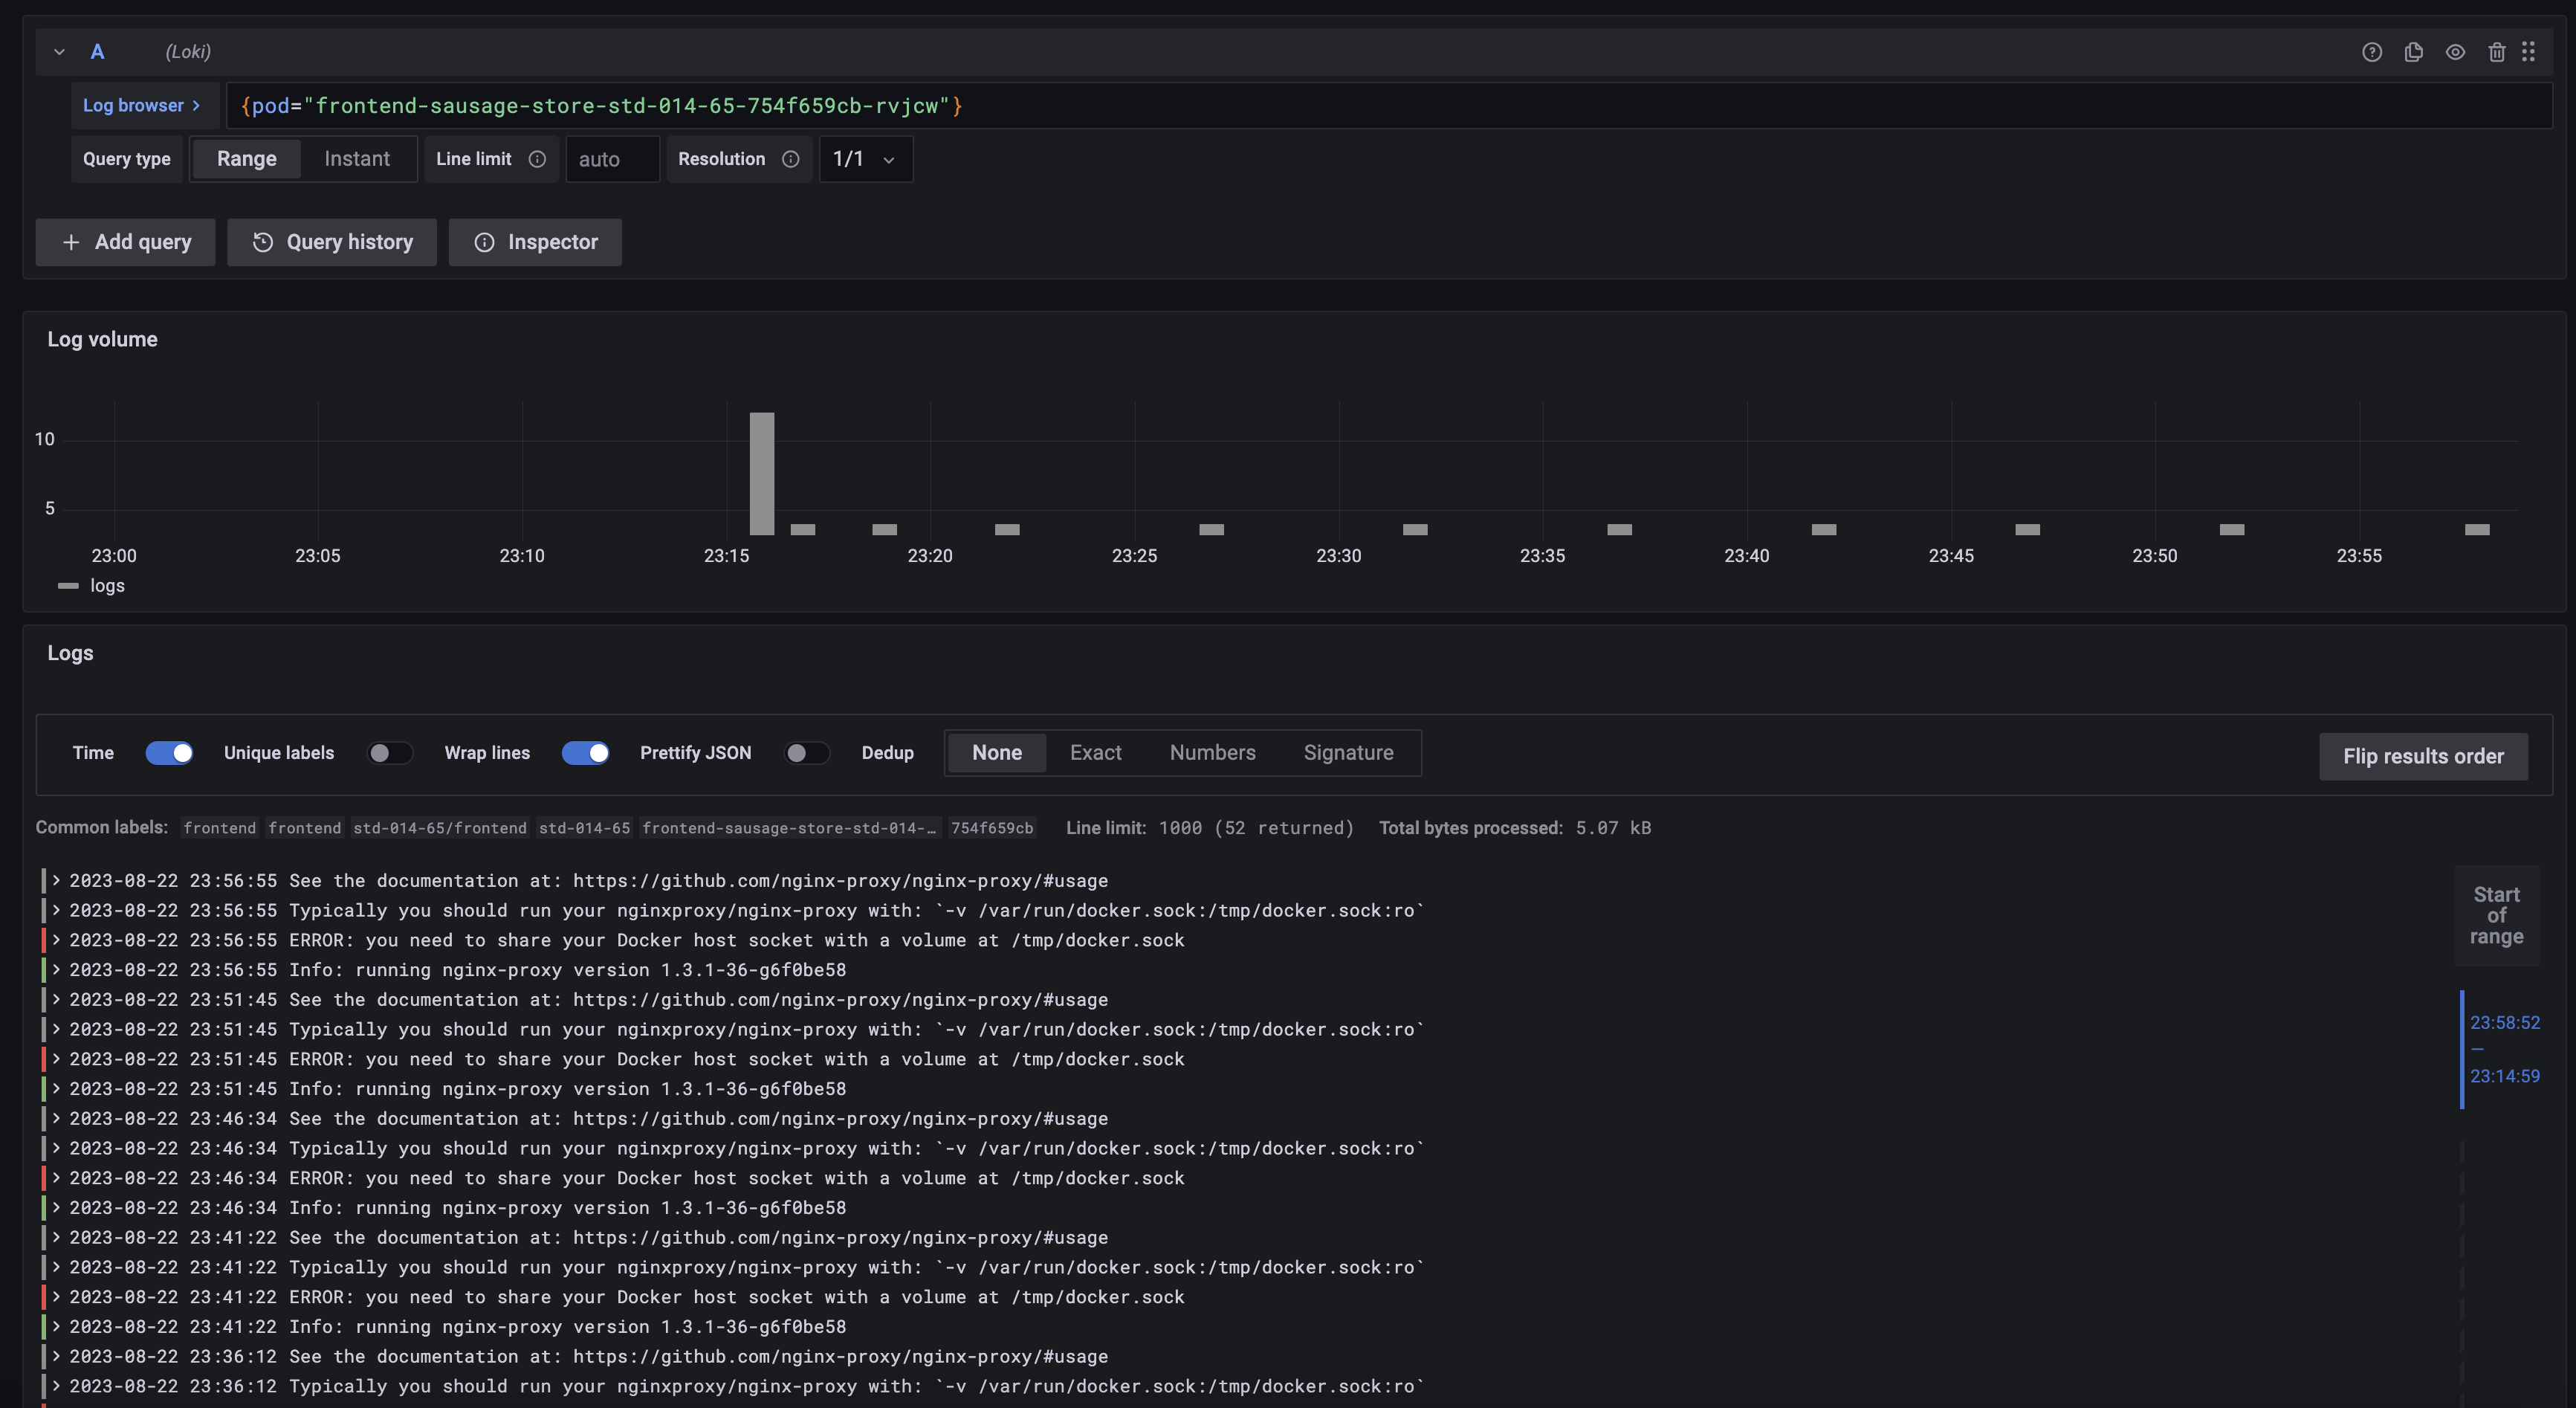 A (Loki)
Log browser > {pod="frontend-sausage-store-std-014-65-754f659cb-rvjcw"}
Query type Range Instant Line limit auto Resolution 1/1
+ Add query Query history Inspector
Log volume
10
5
23:00 23:05 23:10 23:15 23:20 23:25 23:30 23:35 23:40 23:45 23:50 23:55
logs
Logs
Time Unique labels Wrap lines Prettify JSON Dedup None Exact Numbers Signature Flip results order
Common labels: frontend frontend std-014-65/frontend std-014-65 frontend-sausage-store-std-014-… 754f659cb Line limit: 1000 (52 returned) Total bytes processed: 5.07 kB
> 2023-08-22 23:56:55 See the documentation at: https://github.com/nginx-proxy/nginx-proxy/#usage
> 2023-08-22 23:56:55 Typically you should run your nginxproxy/nginx-proxy with: `-v /var/run/docker.sock:/tmp/docker.sock:ro`
> 2023-08-22 23:56:55 ERROR: you need to share your Docker host socket with a volume at /tmp/docker.sock
> 2023-08-22 23:56:55 Info: running nginx-proxy version 1.3.1-36-g6f0be58
> 2023-08-22 23:51:45 See the documentation at: https://github.com/nginx-proxy/nginx-proxy/#usage
> 2023-08-22 23:51:45 Typically you should run your nginxproxy/nginx-proxy with: `-v /var/run/docker.sock:/tmp/docker.sock:ro`
> 2023-08-22 23:51:45 ERROR: you need to share your Docker host socket with a volume at /tmp/docker.sock
> 2023-08-22 23:51:45 Info: running nginx-proxy version 1.3.1-36-g6f0be58
> 2023-08-22 23:46:34 See the documentation at: https://github.com/nginx-proxy/nginx-proxy/#usage
> 2023-08-22 23:46:34 Typically you should run your nginxproxy/nginx-proxy with: `-v /var/run/docker.sock:/tmp/docker.sock:ro`
> 2023-08-22 23:46:34 ERROR: you need to share your Docker host socket with a volume at /tmp/docker.sock
> 2023-08-22 23:46:34 Info: running nginx-proxy version 1.3.1-36-g6f0be58
> 2023-08-22 23:41:22 See the documentation at: https://github.com/nginx-proxy/nginx-proxy/#usage
> 2023-08-22 23:41:22 Typically you should run your nginxproxy/nginx-proxy with: `-v /var/run/docker.sock:/tmp/docker.sock:ro`
> 2023-08-22 23:41:22 ERROR: you need to share your Docker host socket with a volume at /tmp/docker.sock
> 2023-08-22 23:41:22 Info: running nginx-proxy version 1.3.1-36-g6f0be58
> 2023-08-22 23:36:12 See the documentation at: https://github.com/nginx-proxy/nginx-proxy/#usage
> 2023-08-22 23:36:12 Typically you should run your nginxproxy/nginx-proxy with: `-v /var/run/docker.sock:/tmp/docker.sock:ro`
Start
of
range
23:58:52
—
23:14:59